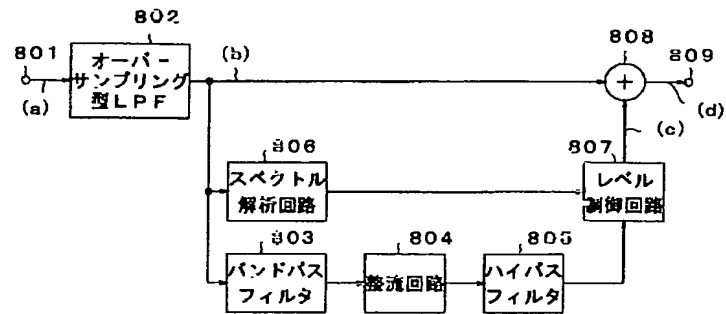 801
(a)
802
オーバー
サンプリング
型LPF
(b)
808
+
809
(d)
(c)
806
スペクトル
解析回路
807
レベル
制御回路
803
バンドパス
フィルタ
804
整流回路
805
ハイパス
フィルタ